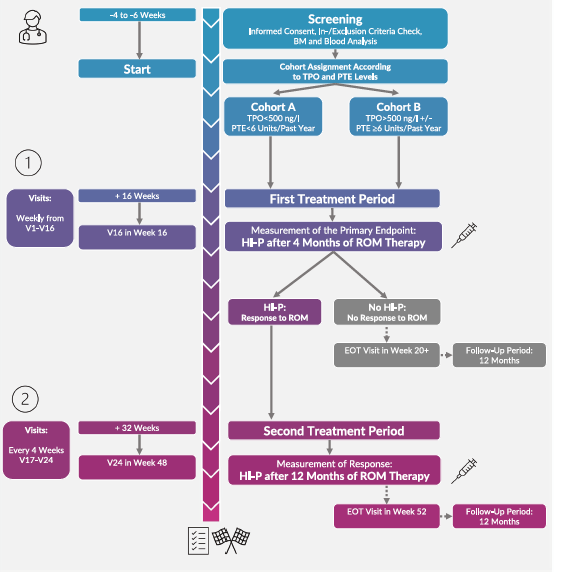 -4 to -6 Weeks
Start
Screening
Informed Consent, In-/Exclusion Criteria Check,
BM and Blood Analysis
Cohort Assignment According
to TPO and PTE Levels
Cohort A
TPO<500 ng/l
PTE<6 Units/Past Year
Cohort B
TPO>500 ng/l +/-
PTE ≥6 Units/Past Year
1
Visits:
Weekly from
V1-V16
+ 16 Weeks
V16 in Week 16
First Treatment Period
Measurement of the Primary Endpoint:
HI-P after 4 Months of ROM Therapy
HI-P:
Response to ROM
No HI-P:
No Response to ROM
EOT Visit in Week 20+
Follow-Up Period:
12 Months
2
Visits:
Every 4 Weeks
V17-V24
+ 32 Weeks
V24 in Week 48
Second Treatment Period
Measurement of Response:
HI-P after 12 Months of ROM Therapy
EOT Visit in Week 52
Follow-Up Period:
12 Months